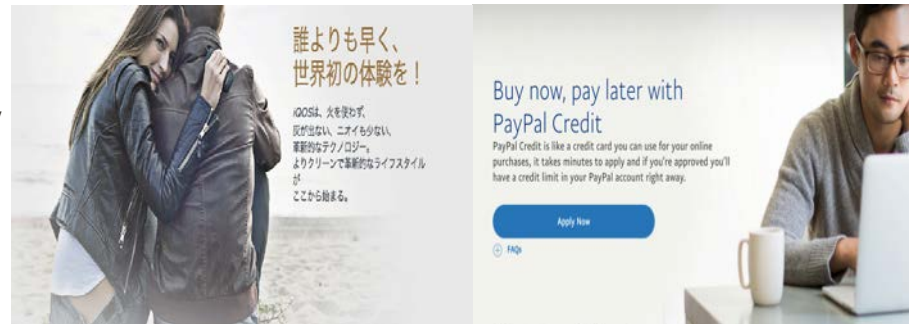 誰よりも早く、
世界初の体験を！
iQOSは、火を使わず、
灰が出ない、ニオイも少ない、
革新的なテクノロジー。
よりクリーンで革新的なライフスタイル
が
ここから始まる。
Buy now, pay later with
PayPal Credit
PayPal Credit is like a credit card you can use for your online
purchases, it takes minutes to apply and if you're approved you'll
have a credit limit in your PayPal account right away.
Apply Now
FAQs